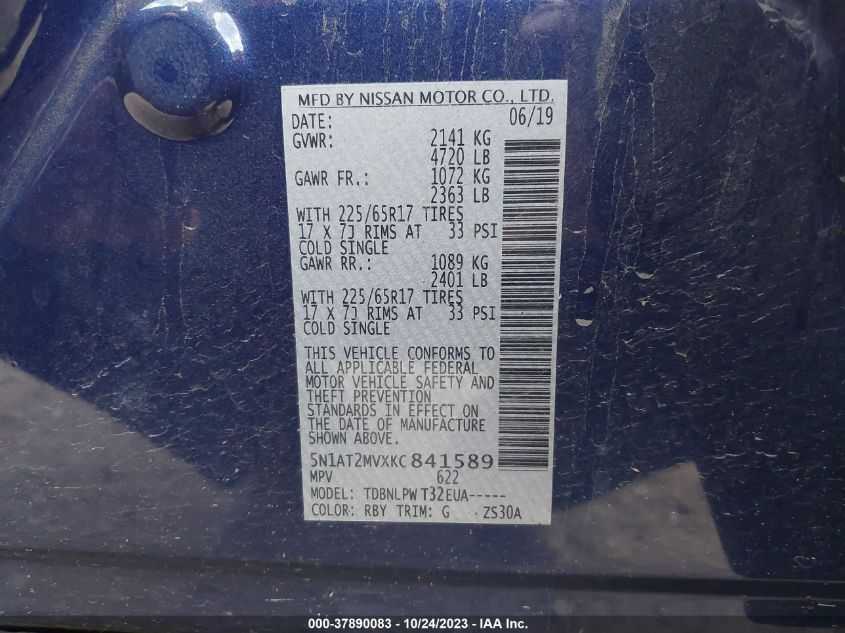 MFD BY NISSAN MOTOR CO., LTD.
DATE: 06/19
GVWR: 2141 KG
4720 LB
GAWR FR.: 1072 KG
2363 LB
WITH 225/65R17 TIRES
17 X 7J RIMS AT 33 PSI
COLD SINGLE
GAWR RR.: 1089 KG
2401 LB
WITH 225/65R17 TIRES
17 X 7J RIMS AT 33 PSI
COLD SINGLE
THIS VEHICLE CONFORMS TO
ALL APPLICABLE FEDERAL
MOTOR VEHICLE SAFETY AND
THEFT PREVENTION
STANDARDS IN EFFECT ON
THE DATE OF MANUFACTURE
SHOWN ABOVE.
5N1AT2MVXKC841589
MPV 622
MODEL: TDBNLPW T32EUA-----
COLOR: RBY TRIM: G ZS30A
000-37890083 - 10/24/2023 - IAA Inc.